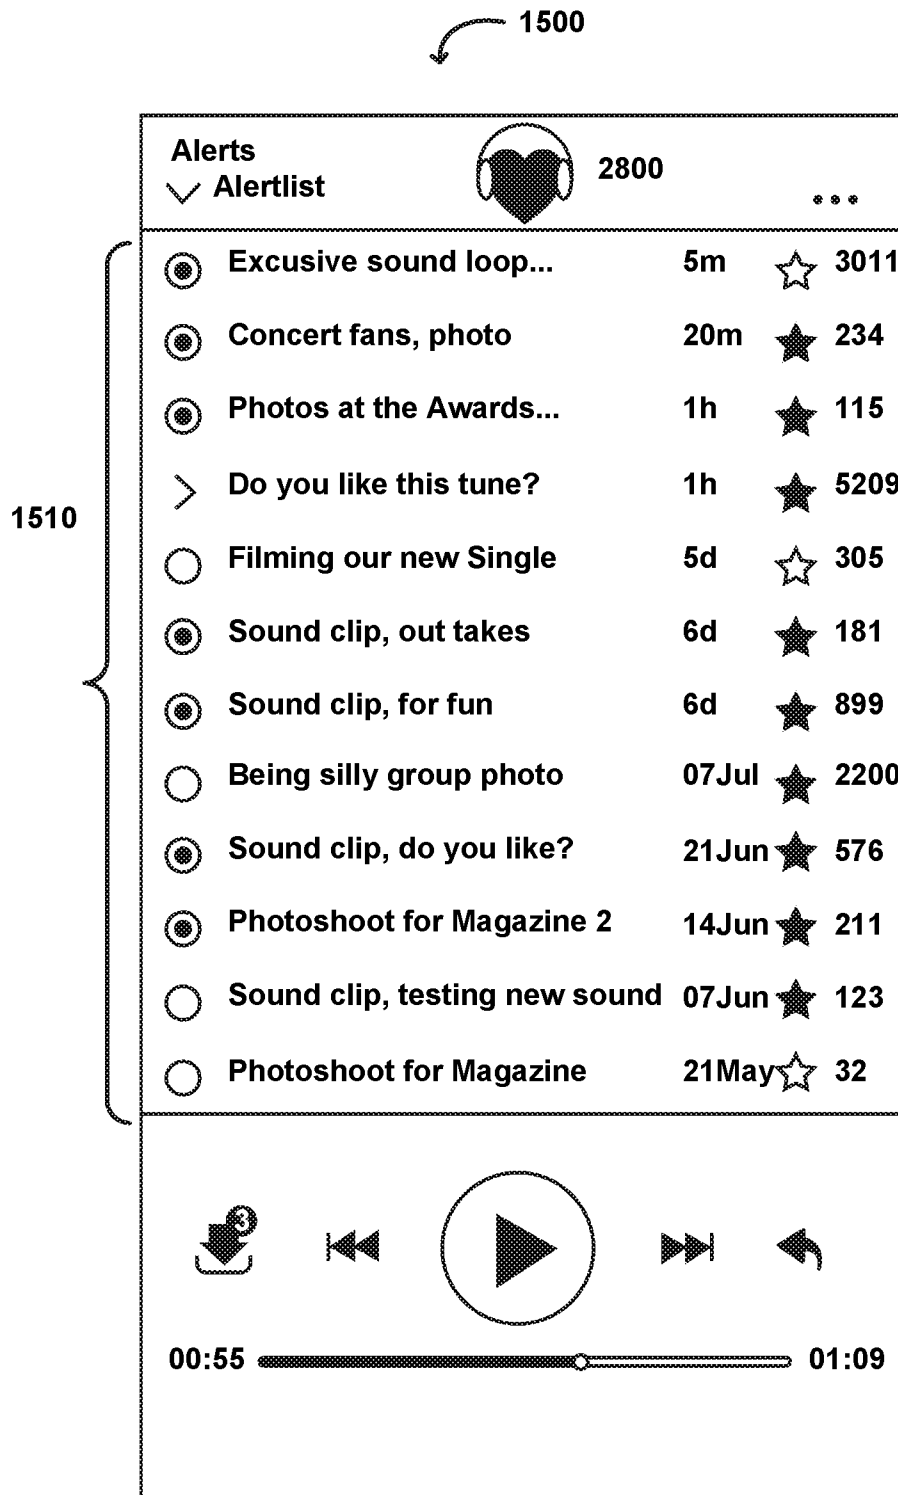 1500
Alerts
Alertlist
2800
Excusive sound loop... 5m 3011
Concert fans, photo 20m 234
Photos at the Awards... 1h 115
Do you like this tune? 1h 5209
1510
Filming our new Single 5d 305
Sound clip, out takes 6d 181
Sound clip, for fun 6d 899
Being silly group photo 07Jul 2200
Sound clip, do you like? 21Jun 576
Photoshoot for Magazine 2 14Jun 211
Sound clip, testing new sound 07Jun 123
Photoshoot for Magazine 21May 32
3
00:55 01:09